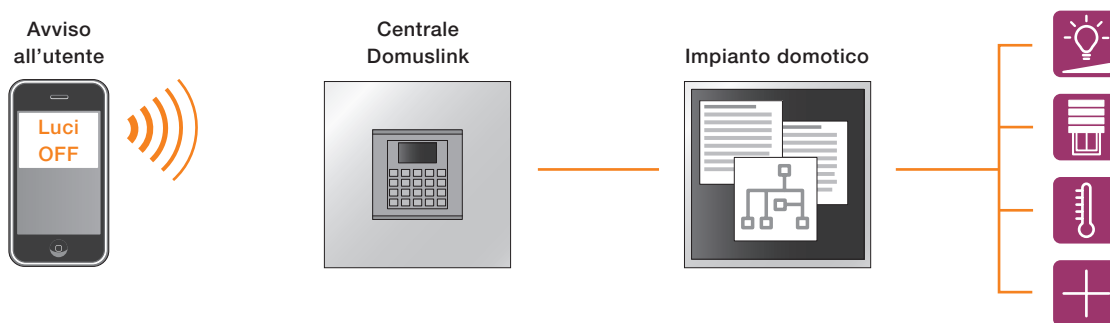 Avviso
all’utente
Luci
OFF
Centrale
Domuslink
Impianto domotico